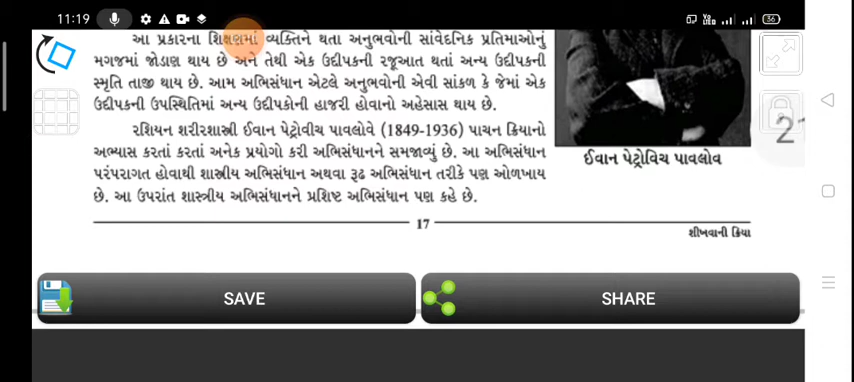 11:19
36
આ પ્રકારના શિક્ષણમાં વ્યક્તિને થતા અનુભવોની સાંવેદનિક પ્રતિમાઓનું
મગજમાં જોડાણ થાય છે અને તેથી એક ઉદ્દીપકની રજૂઆત થતાં અન્ય ઉદ્દીપકની
સ્મૃતિ તાજી થાય છે. આમ અભિસંધાન એટલે અનુભવોની એવી સાંકળ કે જેમાં એક
ઉદ્દીપકની ઉપસ્થિતિમાં અન્ય ઉદ્દીપકોની હાજરી હોવાનો અહેસાસ થાય છે.
રશિયન શરીરશાસ્ત્રી ઈવાન પેટ્રોવીચ પાવલોવે (1849-1936) પાચન ક્રિયાનો
અભ્યાસ કરતાં કરતાં અનેક પ્રયોગો કરી અભિસંધાનને સમજાવ્યું છે. આ અભિસંધાન
પરંપરાગત હોવાથી શાસ્ત્રીય અભિસંધાન અથવા રૂઢ અભિસંધાન તરીકે પણ ઓળખાય
છે. આ ઉપરાંત શાસ્ત્રીય અભિસંધાનને પ્રશિષ્ટ અભિસંધાન પણ કહે છે.
ઈવાન પેટ્રોવિચ પાવલોવ
17
શીખવાની ક્રિયા
SAVE
SHARE